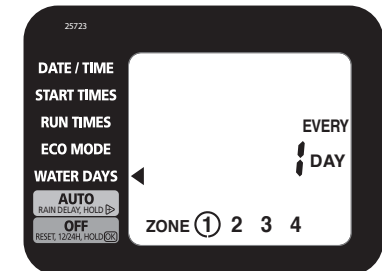 25723
DATE / TIME
START TIMES
RUN TIMES
EVERY
ECO MODE
1 DAY
WATER DAYS
AUTO
RAIN DELAY, HOLD
OFF
RESET, 12/24H, HOLD OK
ZONE 1 2 3 4